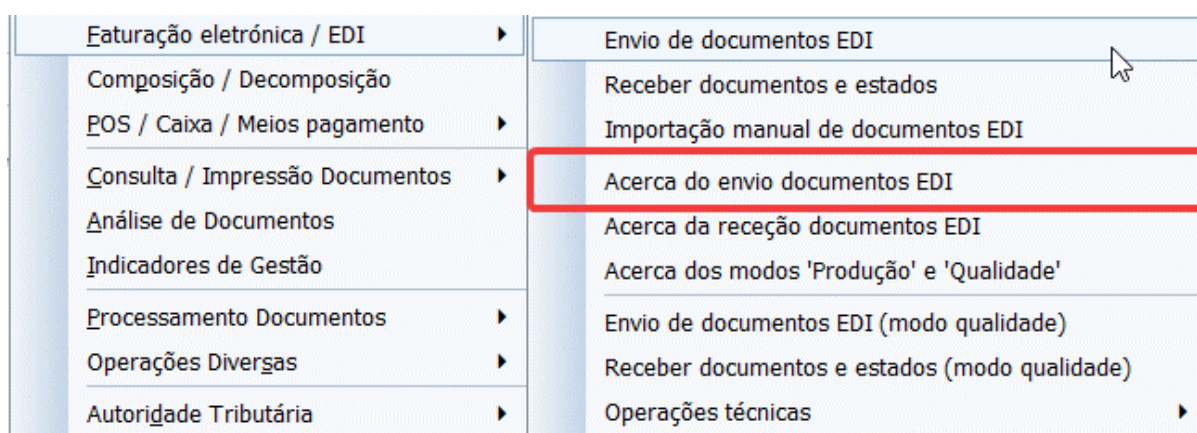 Faturação eletrónica / EDI
Composição / Decomposição
POS / Caixa / Meios pagamento
Consulta / Impressão Documentos
Análise de Documentos
Indicadores de Gestão
Processamento Documentos
Operações Diversas
Autoridade Tributária
Envio de documentos EDI
Receber documentos e estados
Importação manual de documentos EDI
Acerca do envio documentos EDI
Acerca da receção documentos EDI
Acerca dos modos 'Produção' e 'Qualidade'
Envio de documentos EDI (modo qualidade)
Receber documentos e estados (modo qualidade)
Operações técnicas